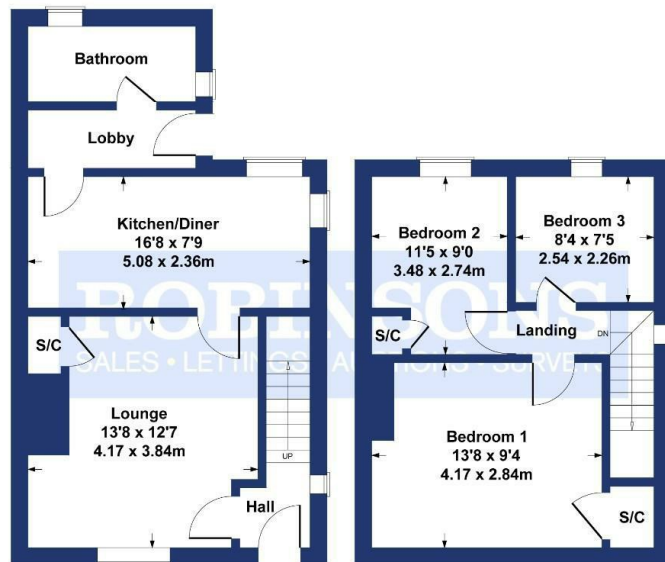 Bathroom
Lobby
Kitchen/Diner
16'8 x 7'9
5.08 x 2.36m
S/C
Lounge
13'8 x 12'7
4.17 x 3.84m
UP
Hall
Bedroom 2
11'5 x 9'0
3.48 x 2.74m
Bedroom 3
8'4 x 7'5
2.54 x 2.26m
S/C
Landing
DN
Bedroom 1
13'8 x 9'4
4.17 x 2.84m
S/C
ROBINSONS
SALES • LETTINGS • AUCTIONS • SURVEYS